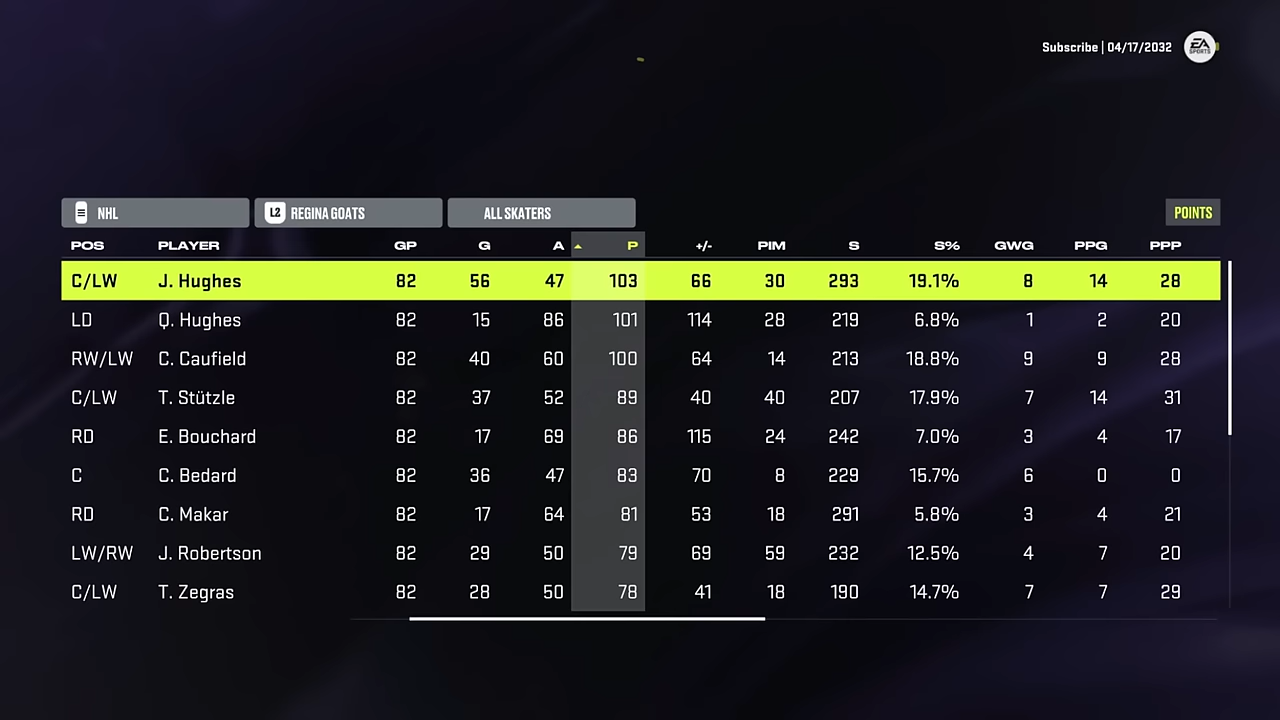 Subscribe | 04/17/2032 EA SPORTS
NHL L2 REGINA GOATS ALL SKATERS POINTS
POS PLAYER GP G A P +/- PIM S S% GWG PPG PPP
C/LW J. Hughes 82 56 47 103 66 30 293 19.1% 8 14 28
LD Q. Hughes 82 15 86 101 114 28 219 6.8% 1 2 20
RW/LW C. Caufield 82 40 60 100 64 14 213 18.8% 9 9 28
C/LW T. Stützle 82 37 52 89 40 40 207 17.9% 7 14 31
RD E. Bouchard 82 17 69 86 115 24 242 7.0% 3 4 17
C C. Bedard 82 36 47 83 70 8 229 15.7% 6 0 0
RD C. Makar 82 17 64 81 53 18 291 5.8% 3 4 21
LW/RW J. Robertson 82 29 50 79 69 59 232 12.5% 4 7 20
C/LW T. Zegras 82 28 50 78 41 18 190 14.7% 7 7 29